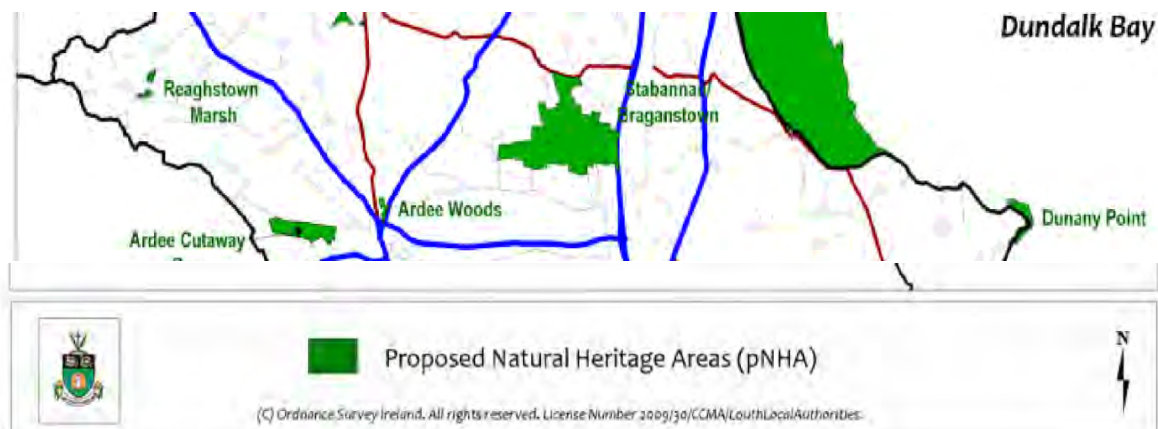 Dundalk Bay
Reaghstown
Marsh
Stabannan
Braganstown
Ardee Woods
Dunany Point
Ardee Cutaway
N
Proposed Natural Heritage Areas (pNHA)
(C) Ordnance Survey Ireland. All rights reserved. License Number 2009/30/CCMA/LouthLocalAuthorities.